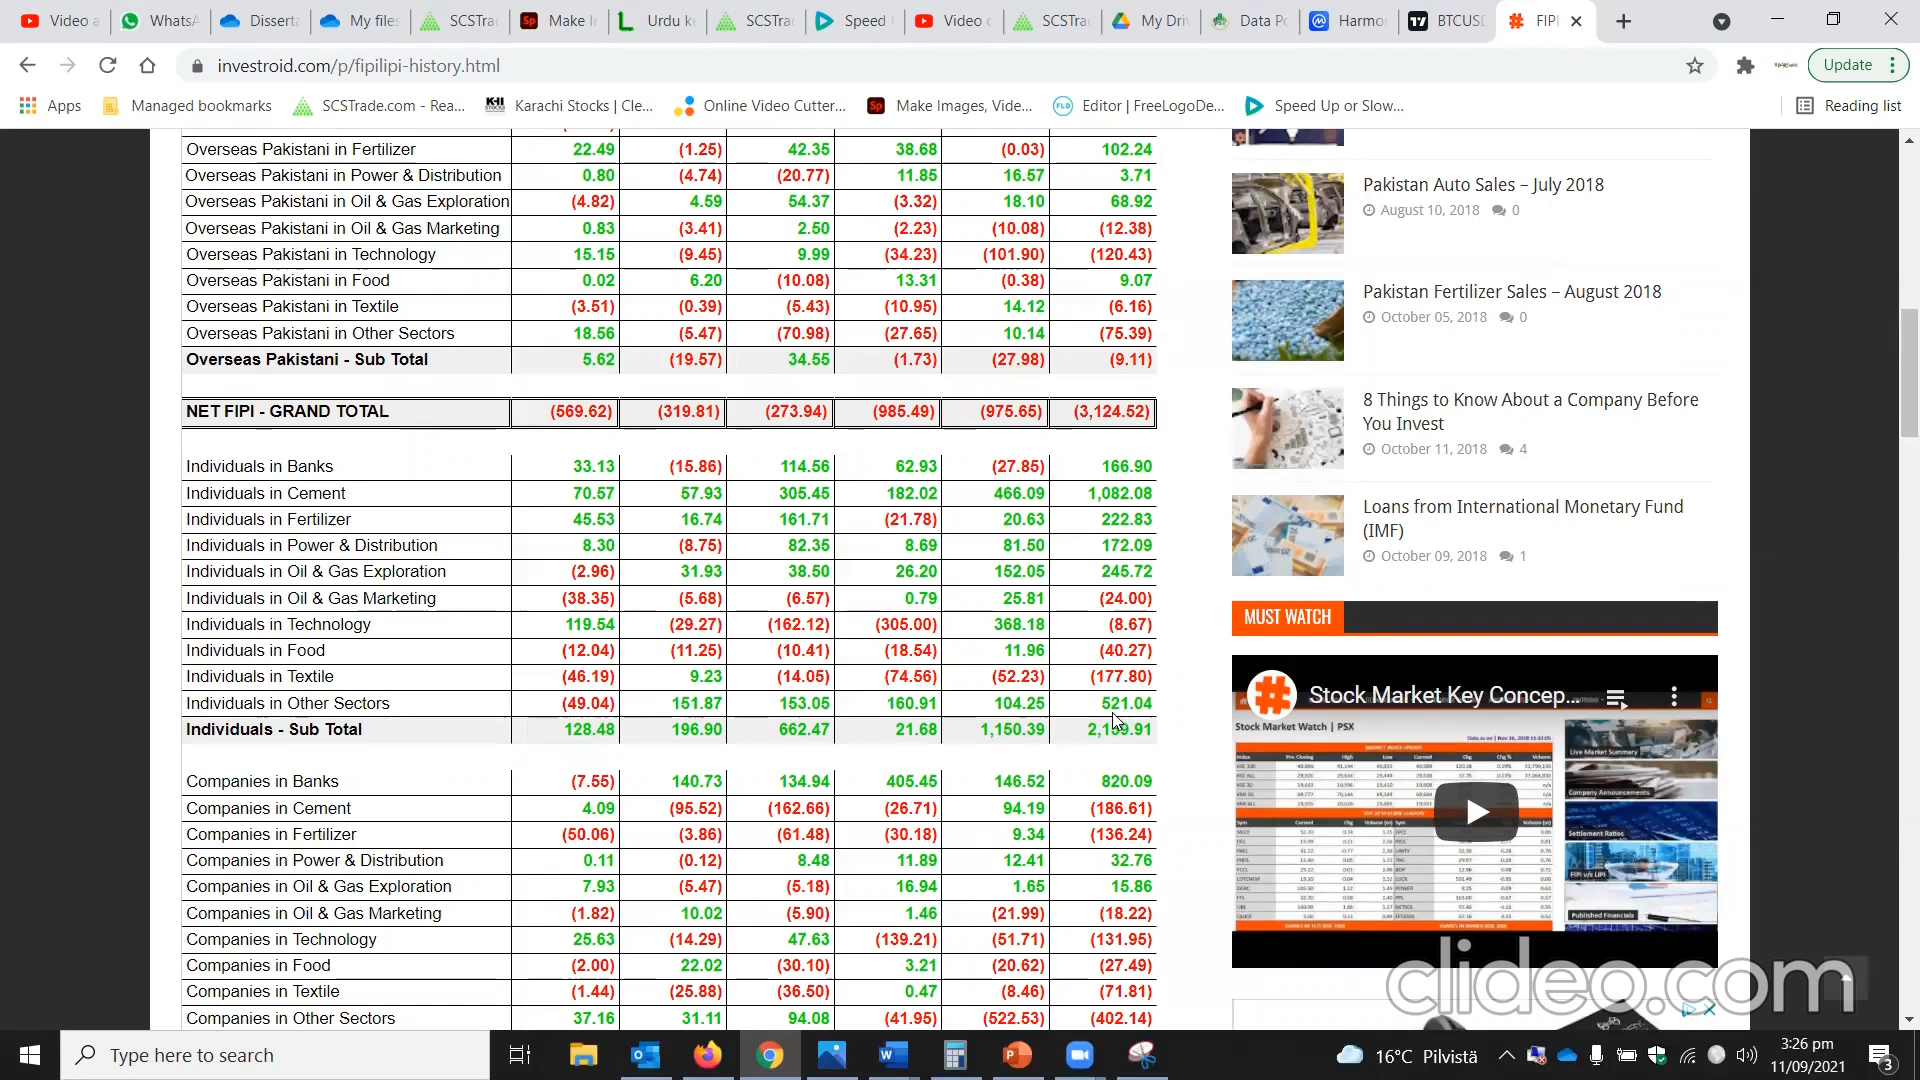 Video a
WhatsA
Disserta
My files
SCSTra
Make I
Urdu ke
SCSTra
Speed
Video c
SCSTra
My Dri
Data Po
Harmo
BTCUS
FIPI
investroid.com/p/fipilipi-history.html
Update
Apps
Managed bookmarks
SCSTrade.com - Rea...
Karachi Stocks | Cle...
Online Video Cutter...
Make Images, Vide...
Editor | FreeLogoDe...
Speed Up or Slow...
Reading list
Overseas Pakistani in Fertilizer 22.49 (1.25) 42.35 38.68 (0.03) 102.24
Overseas Pakistani in Power & Distribution 0.80 (4.74) (20.77) 11.85 16.57 3.71
Overseas Pakistani in Oil & Gas Exploration (4.82) 4.59 54.37 (3.32) 18.10 68.92
Overseas Pakistani in Oil & Gas Marketing 0.83 (3.41) 2.50 (2.23) (10.08) (12.38)
Overseas Pakistani in Technology 15.15 (9.45) 9.99 (34.23) (101.90) (120.43)
Overseas Pakistani in Food 0.02 6.20 (10.08) 13.31 (0.38) 9.07
Overseas Pakistani in Textile (3.51) (0.39) (5.43) (10.95) 14.12 (6.16)
Overseas Pakistani in Other Sectors 18.56 (5.47) (70.98) (27.65) 10.14 (75.39)
Overseas Pakistani - Sub Total 5.62 (19.57) 34.55 (1.73) (27.98) (9.11)
NET FIPI - GRAND TOTAL (569.62) (319.81) (273.94) (985.49) (975.65) (3,124.52)
Individuals in Banks 33.13 (15.86) 114.56 62.93 (27.85) 166.90
Individuals in Cement 70.57 57.93 305.45 182.02 466.09 1,082.08
Individuals in Fertilizer 45.53 16.74 161.71 (21.78) 20.63 222.83
Individuals in Power & Distribution 8.30 (8.75) 82.35 8.69 81.50 172.09
Individuals in Oil & Gas Exploration (2.96) 31.93 38.50 26.20 152.05 245.72
Individuals in Oil & Gas Marketing (38.35) (5.68) (6.57) 0.79 25.81 (24.00)
Individuals in Technology 119.54 (29.27) (162.12) (305.00) 368.18 (8.67)
Individuals in Food (12.04) (11.25) (10.41) (18.54) 11.96 (40.27)
Individuals in Textile (46.19) 9.23 (14.05) (74.56) (52.23) (177.80)
Individuals in Other Sectors (49.04) 151.87 153.05 160.91 104.25 521.04
Individuals - Sub Total 128.48 196.90 662.47 21.68 1,150.39
Companies in Banks (7.55) 140.73 134.94 405.45 146.52 820.09
Companies in Cement 4.09 (95.52) (162.66) (26.71) 94.19 (186.61)
Companies in Fertilizer (50.06) (3.86) (61.48) (30.18) 9.34 (136.24)
Companies in Power & Distribution 0.11 (0.12) 8.48 11.89 12.41 32.76
Companies in Oil & Gas Exploration 7.93 (5.47) (5.18) 16.94 1.65 15.86
Companies in Oil & Gas Marketing (1.82) 10.02 (5.90) 1.46 (21.99) (18.22)
Companies in Technology 25.63 (14.29) 47.63 (139.21) (51.71) (131.95)
Companies in Food (2.00) 22.02 (30.10) 3.21 (20.62) (27.49)
Companies in Textile (1.44) (25.88) (36.50) 0.47 (8.46) (71.81)
Companies in Other Sectors 37.16 31.11 94.08 (41.95) (522.53) (402.14)
Pakistan Auto Sales – July 2018
August 10, 2018 0
Pakistan Fertilizer Sales – August 2018
October 05, 2018 0
8 Things to Know About a Company Before
You Invest
October 11, 2018 4
Loans from International Monetary Fund
(IMF)
October 09, 2018 1
MUST WATCH
Stock Market Key Concep...
Stock Market Watch | PSX
Live Market Summary
Company Announcements
Settlement Ratios
FIPI v/s LIPI
Published Financials
clideo.com
Type here to search
16°C Pilvistä
3:26 pm
11/09/2021
3